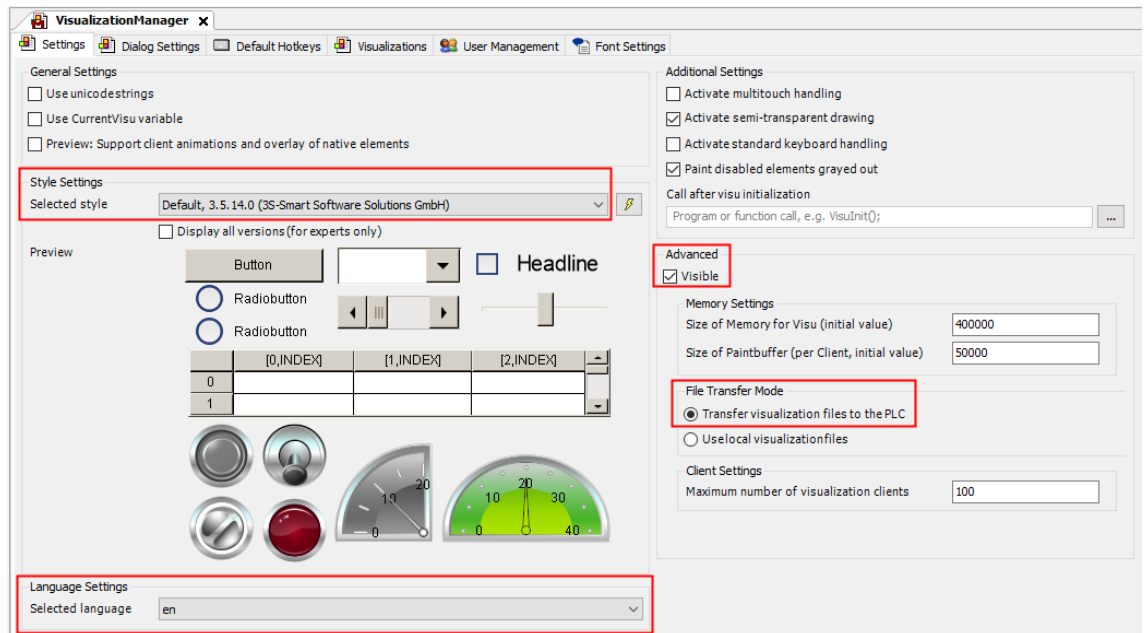 VisualizationManager x
Settings Dialog Settings Default Hotkeys Visualizations User Management Font Settings
General Settings
Use unicodestrings
Use CurrentVisu variable
Preview: Support client animations and overlay of native elements
Style Settings
Selected style Default, 3.5.14.0 (3S-Smart Software Solutions GmbH)
Display all versions (for experts only)
Preview
Button Headline
Radiobutton
Radiobutton
[0,INDEX] [1,INDEX] [2,INDEX]
0
1
0 10 20
0 10 20 30 40
Language Settings
Selected language en
Additional Settings
Activate multitouch handling
Activate semi-transparent drawing
Activate standard keyboard handling
Paint disabled elements grayed out
Call after visu initialization
Program or function call, e.g. VisuInit(); ...
Advanced
Visible
Memory Settings
Size of Memory for Visu (initial value) 400000
Size of Paintbuffer (per Client, initial value) 50000
File Transfer Mode
Transfer visualization files to the PLC
Use local visualization files
Client Settings
Maximum number of visualization clients 100